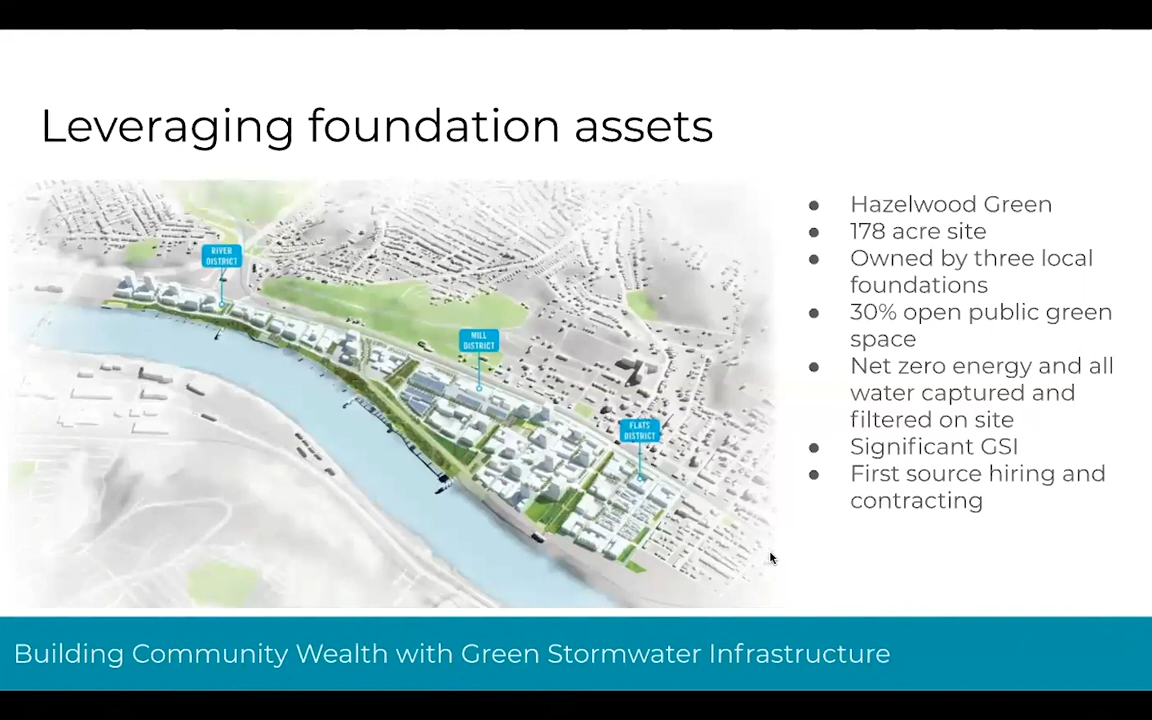 Leveraging foundation assets
RIVER
DISTRICT
MILL
DISTRICT
FLATS
DISTRICT
● Hazelwood Green
● 178 acre site
● Owned by three local
foundations
● 30% open public green
space
● Net zero energy and all
water captured and
filtered on site
● Significant GSI
● First source hiring and
contracting
Building Community Wealth with Green Stormwater Infrastructure